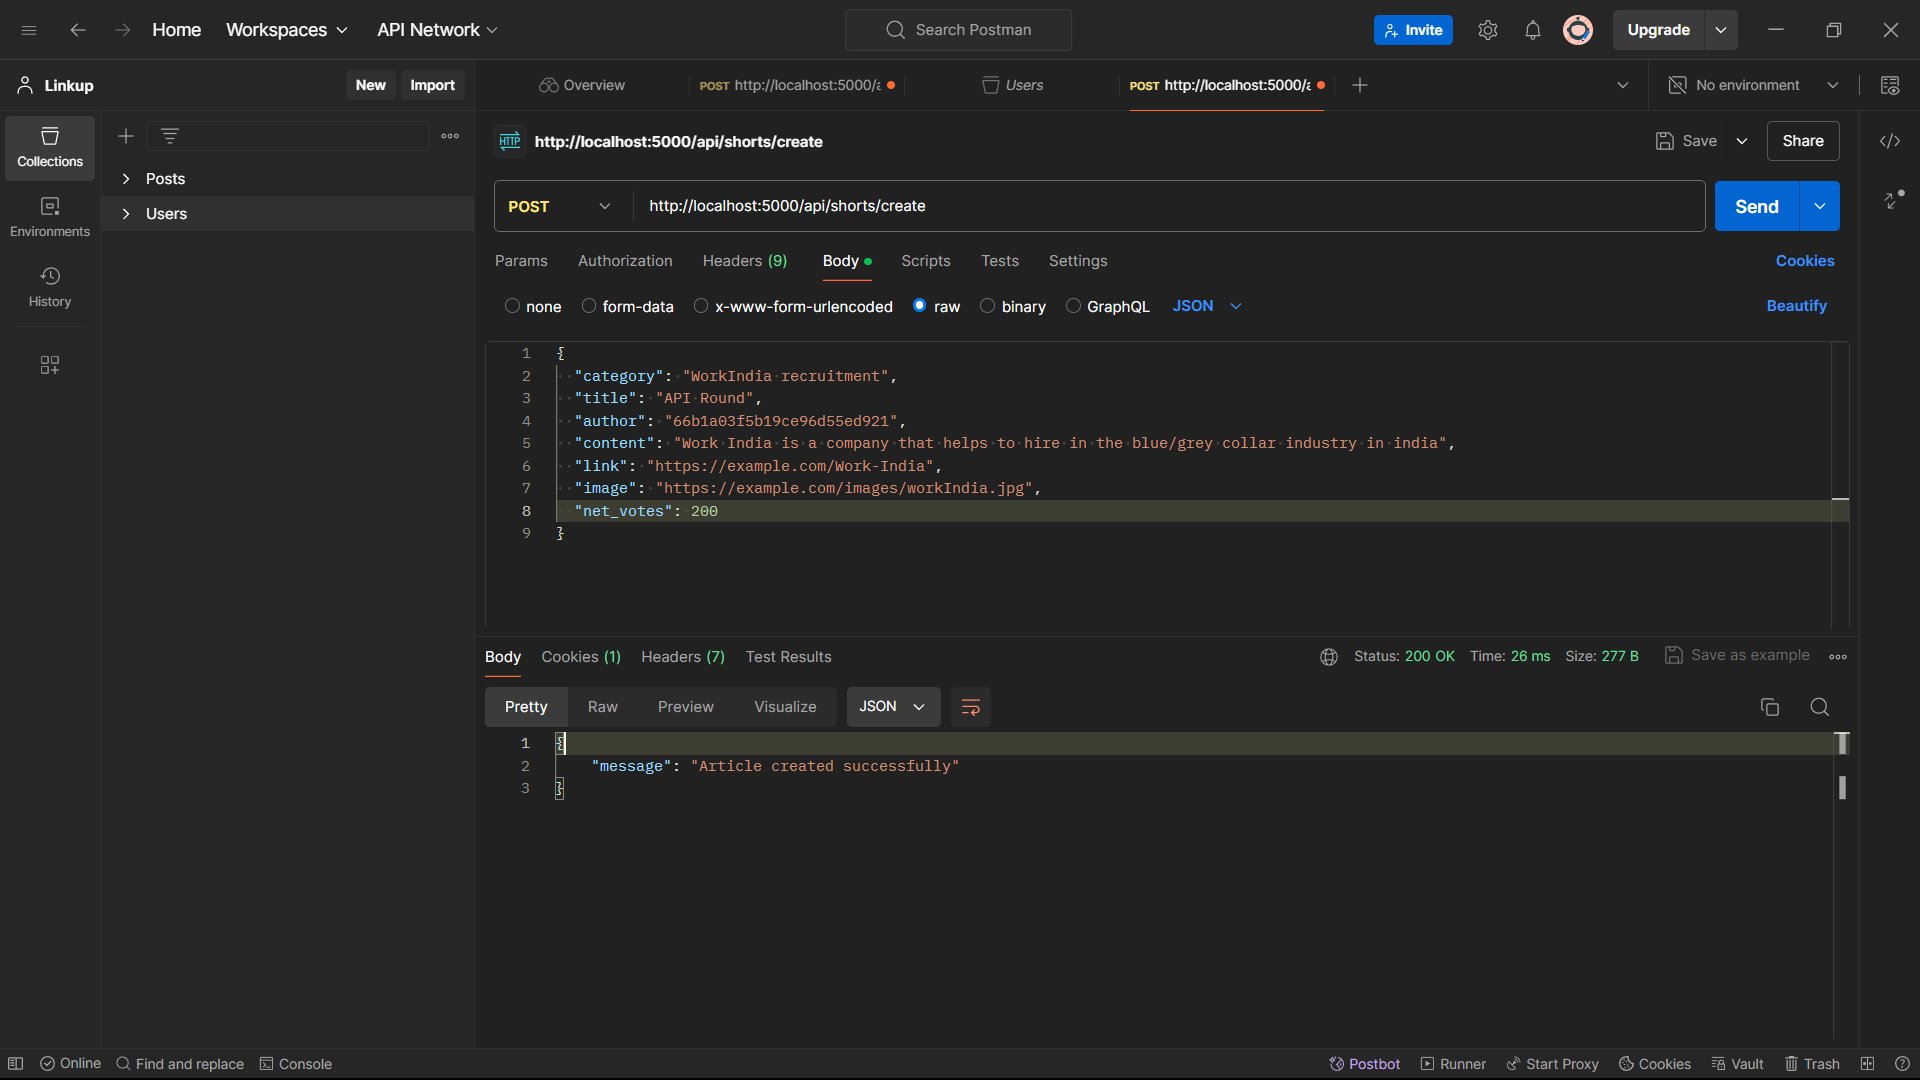 Home Workspaces API Network Search Postman Invite Upgrade
Linkup New Import Overview POST http://localhost:5000/a Users POST http://localhost:5000/a No environment
HTTP http://localhost:5000/api/shorts/create Save Share
Collections
Posts
Users
Environments
History
POST http://localhost:5000/api/shorts/create Send
Params Authorization Headers (9) Body Scripts Tests Settings Cookies
none form-data x-www-form-urlencoded raw binary GraphQL JSON Beautify
1 {
2 "category": "WorkIndia recruitment",
3 "title": "API Round",
4 "author": "66b1a03f5b19ce96d55ed921",
5 "content": "Work India is a company that helps to hire in the blue/grey collar industry in india",
6 "link": "https://example.com/Work-India",
7 "image": "https://example.com/images/workIndia.jpg",
8 "net_votes": 200
9 }
Body Cookies (1) Headers (7) Test Results Status: 200 OK Time: 26 ms Size: 277 B Save as example
Pretty Raw Preview Visualize JSON
1 {
2 "message": "Article created successfully"
3 }
Online Find and replace Console Postbot Runner Start Proxy Cookies Vault Trash